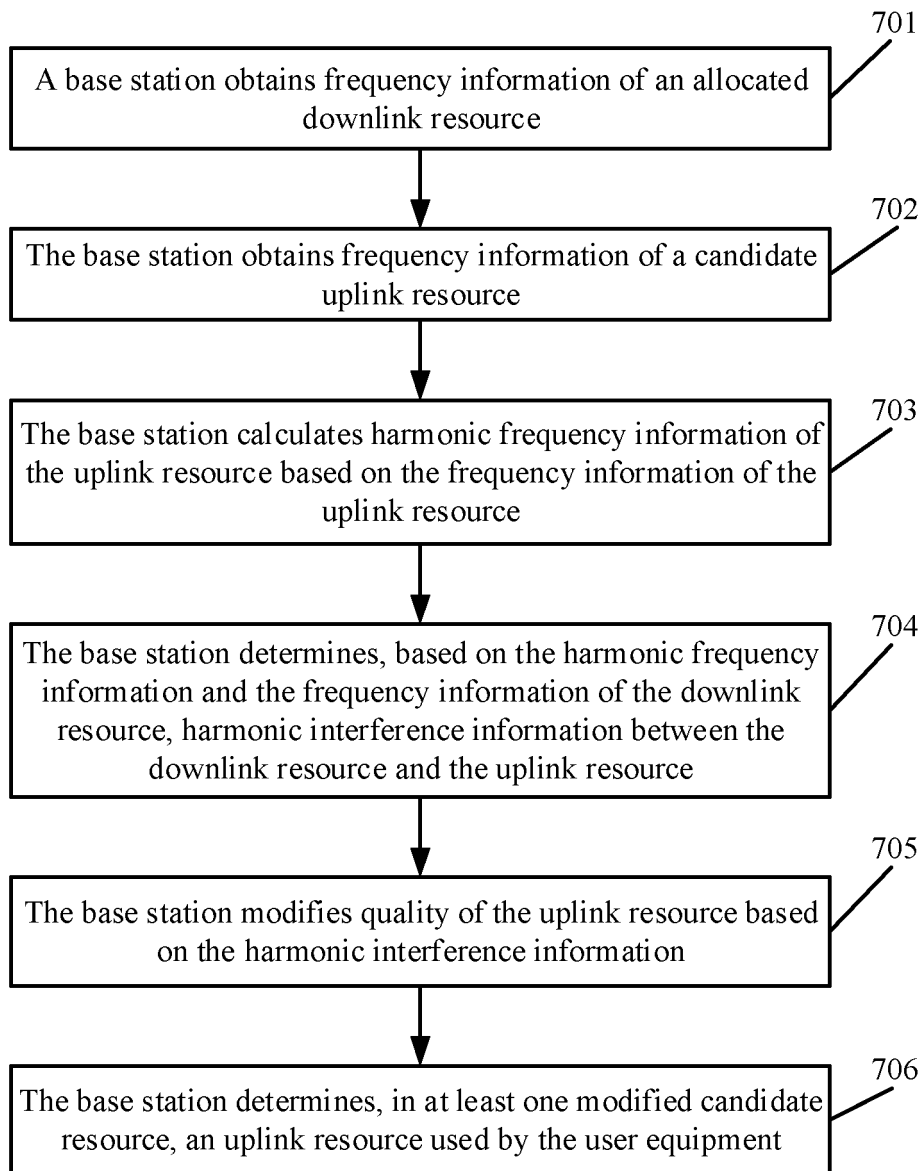 701
A base station obtains frequency information of an allocated
downlink resource
702
The base station obtains frequency information of a candidate
uplink resource
703
The base station calculates harmonic frequency information of
the uplink resource based on the frequency information of the
uplink resource
704
The base station determines, based on the harmonic frequency
information and the frequency information of the downlink
resource, harmonic interference information between the
downlink resource and the uplink resource
705
The base station modifies quality of the uplink resource based
on the harmonic interference information
706
The base station determines, in at least one modified candidate
resource, an uplink resource used by the user equipment